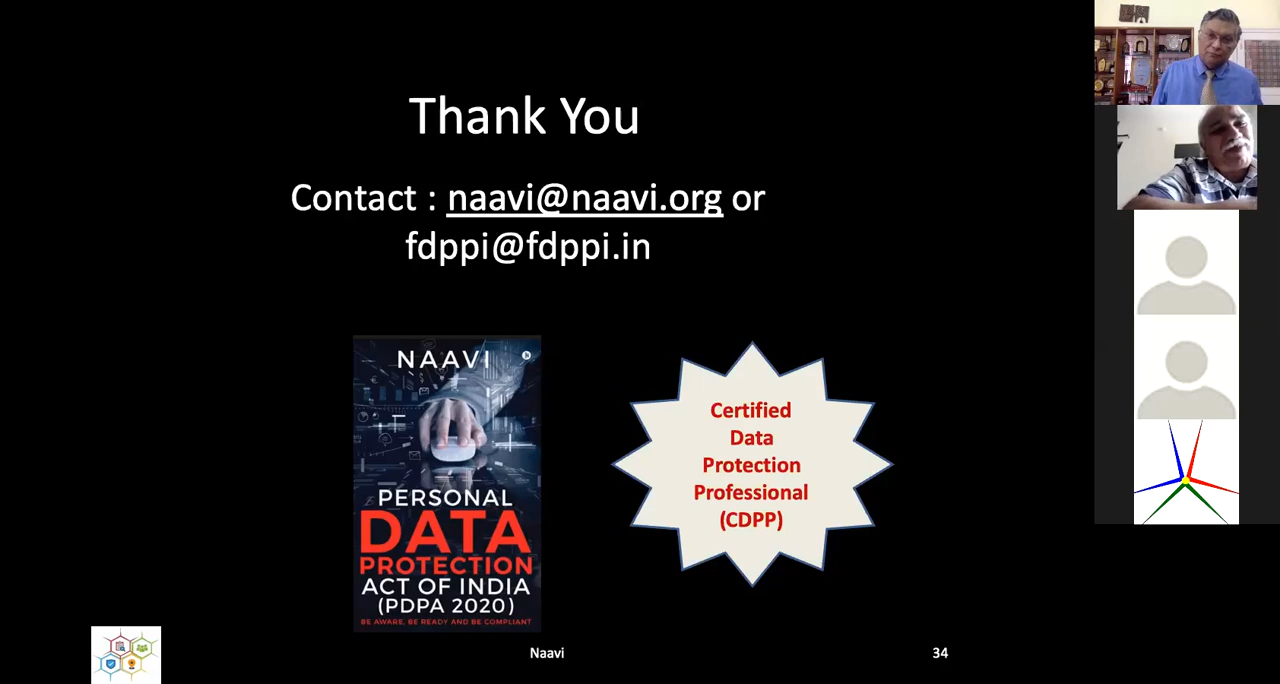 Thank You
Contact : naavi@naavi.org or
fdppi@fdppi.in
NAAVI
PERSONAL
DATA
PROTECTION
ACT OF INDIA
(PDPA 2020)
BE AWARE, BE READY AND BE COMPLIANT
Certified
Data
Protection
Professional
(CDPP)
Naavi
34